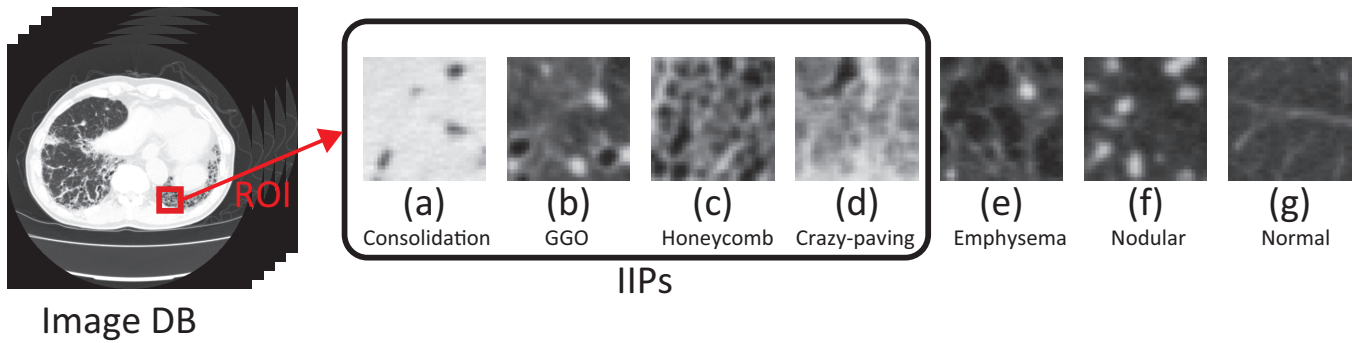 ROI
(a) (b) (c) (d) (e) (f) (g)
Consolidation GGO Honeycomb Crazy-paving Emphysema Nodular Normal
IIPs
Image DB